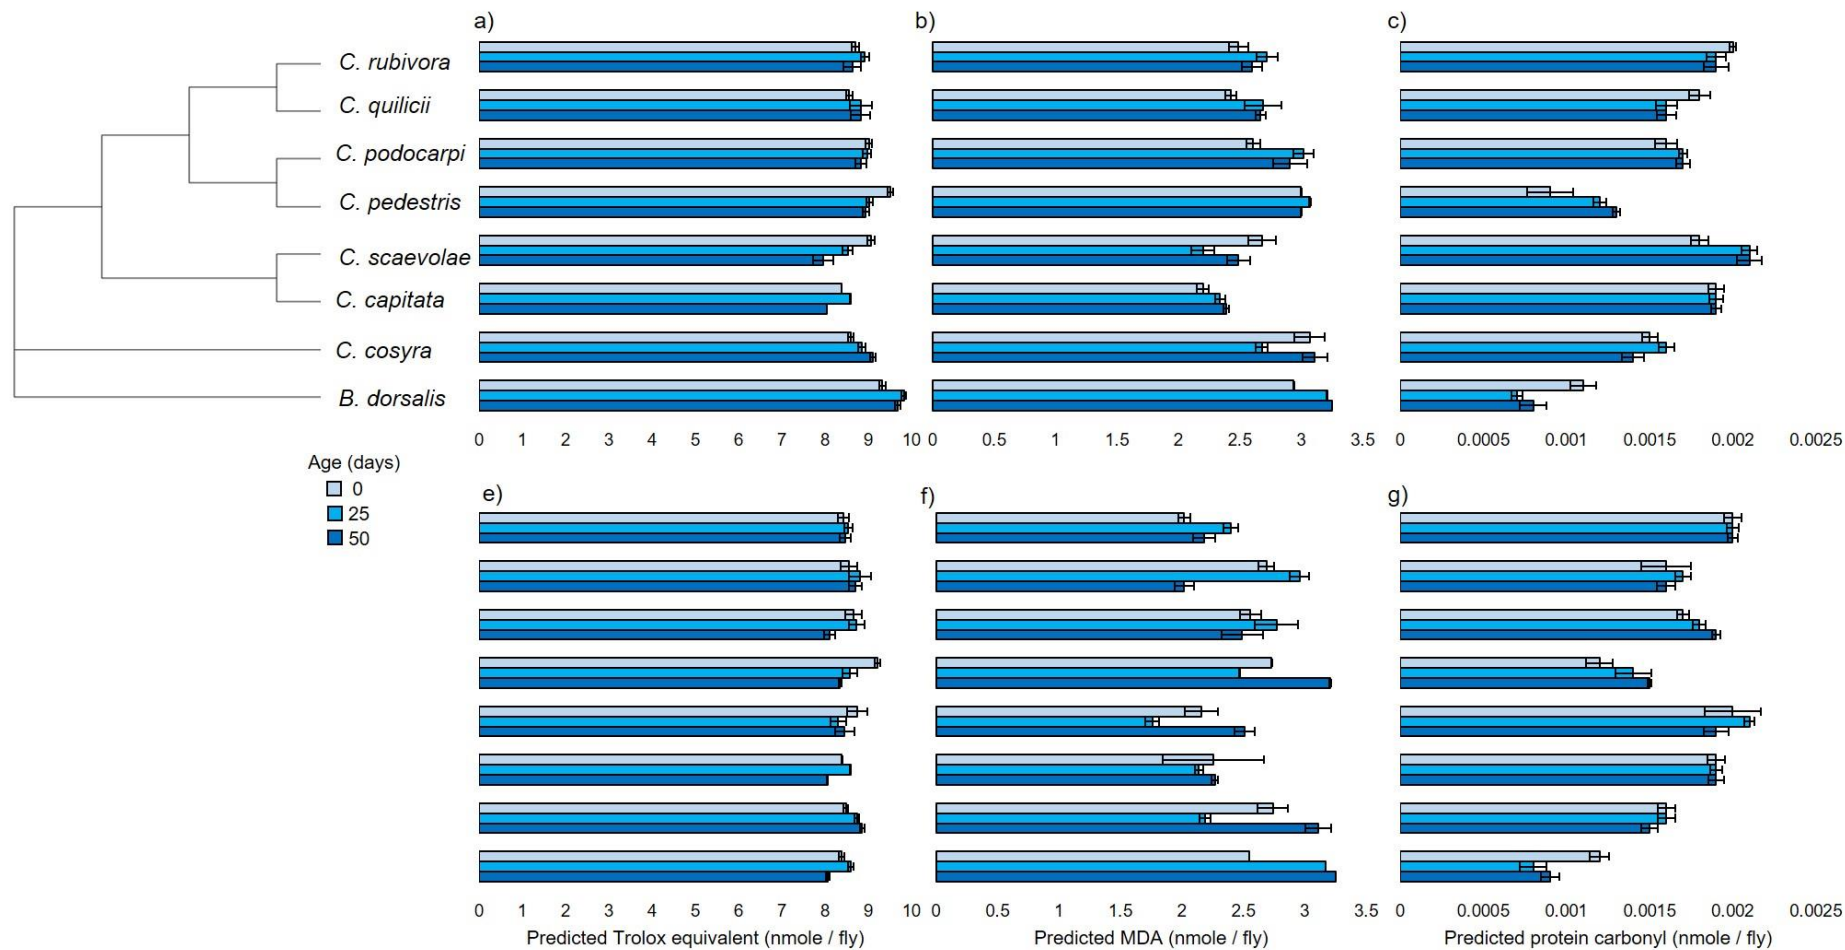 a) b) c)
C. rubivora
C. quilicii
C. podocarpi
C. pedestris
C. scaevolae
C. capitata
C. cosyra
B. dorsalis
0 1 2 3 4 5 6 7 8 9 10 0 0.5 1 1.5 2 2.5 3 3.5 0 0.0005 0.001 0.0015 0.002 0.0025
Age (days)
0
25
50
e) f) g)
0 1 2 3 4 5 6 7 8 9 10 0 0.5 1 1.5 2 2.5 3 3.5 0 0.0005 0.001 0.0015 0.002 0.0025
Predicted Trolox equivalent (nmole / fly) Predicted MDA (nmole / fly) Predicted protein carbonyl (nmole / fly)